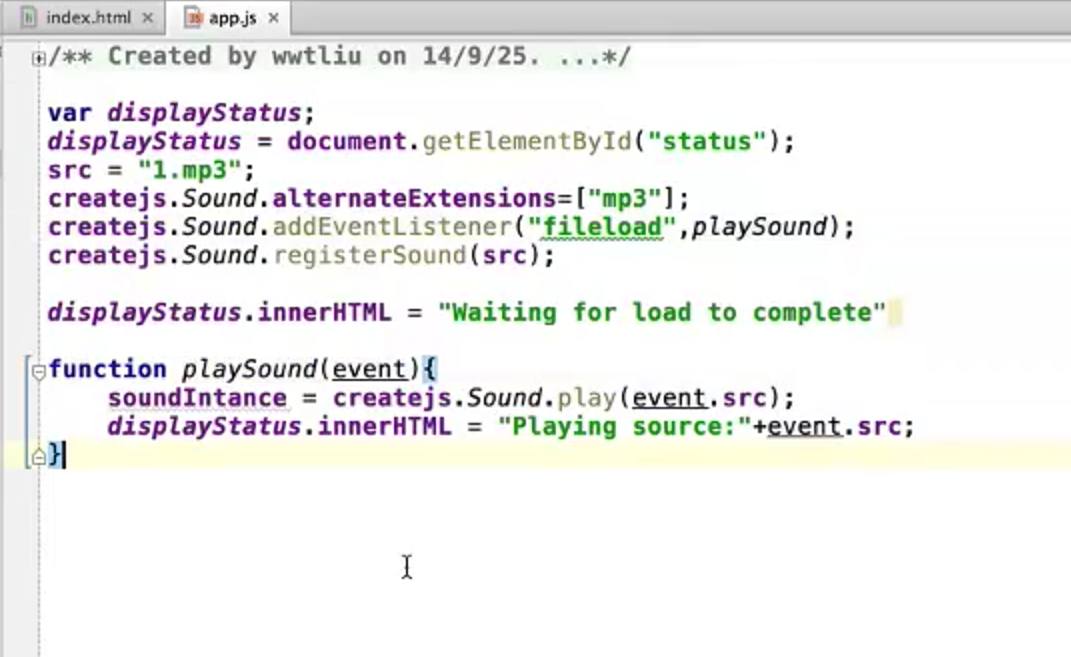 index.html × app.js ×
/** Created by wwtliu on 14/9/25. ...*/
var displayStatus;
displayStatus = document.getElementById("status");
src = "1.mp3";
createjs.Sound.alternateExtensions=["mp3"];
createjs.Sound.addEventListener("fileload",playSound);
createjs.Sound.registerSound(src);
displayStatus.innerHTML = "Waiting for load to complete"
function playSound(event){
soundIntance = createjs.Sound.play(event.src);
displayStatus.innerHTML = "Playing source:"+event.src;
}